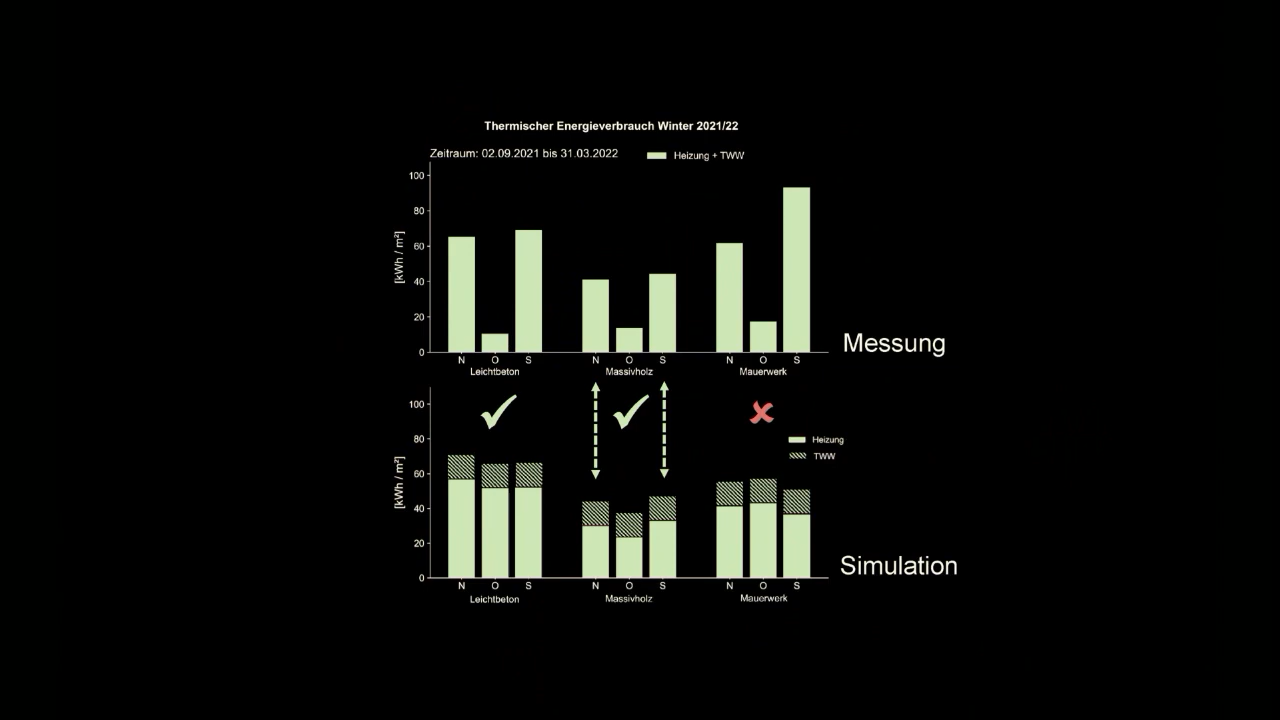 Thermischer Energieverbrauch Winter 2021/22
Zeitraum: 02.09.2021 bis 31.03.2022
Heizung + TWW
100
80
60
40
20
0
[kWh / m²]
N O S N O S N O S
Leichtbeton Massivholz Mauerwerk
Messung
100
80
60
40
20
0
[kWh / m²]
Heizung
TWW
N O S N O S N O S
Leichtbeton Massivholz Mauerwerk
Simulation